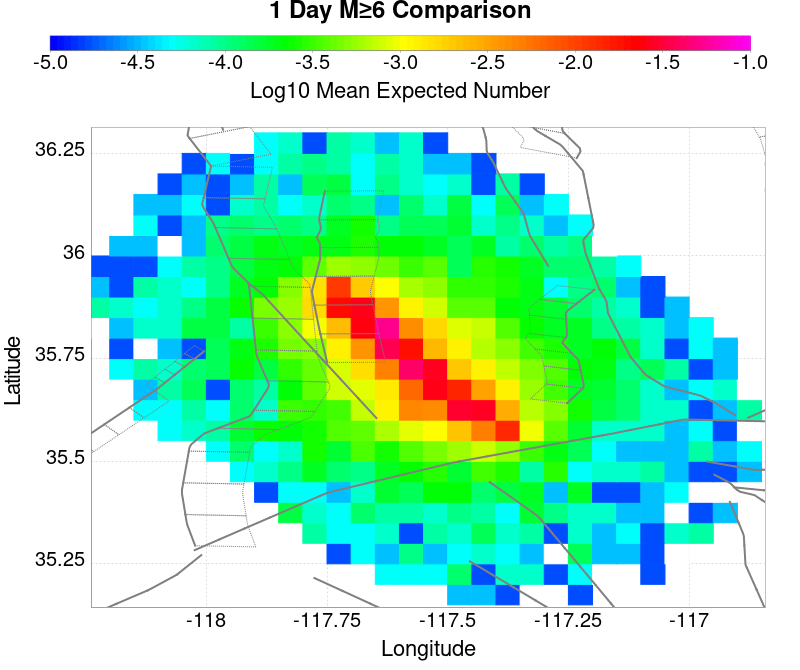 1 Day M≥6 Comparison
-5.0 -4.5 -4.0 -3.5 -3.0 -2.5 -2.0 -1.5 -1.0
Log10 Mean Expected Number
36.25
36
35.75
35.5
35.25
Latitude
-118 -117.75 -117.5 -117.25 -117
Longitude